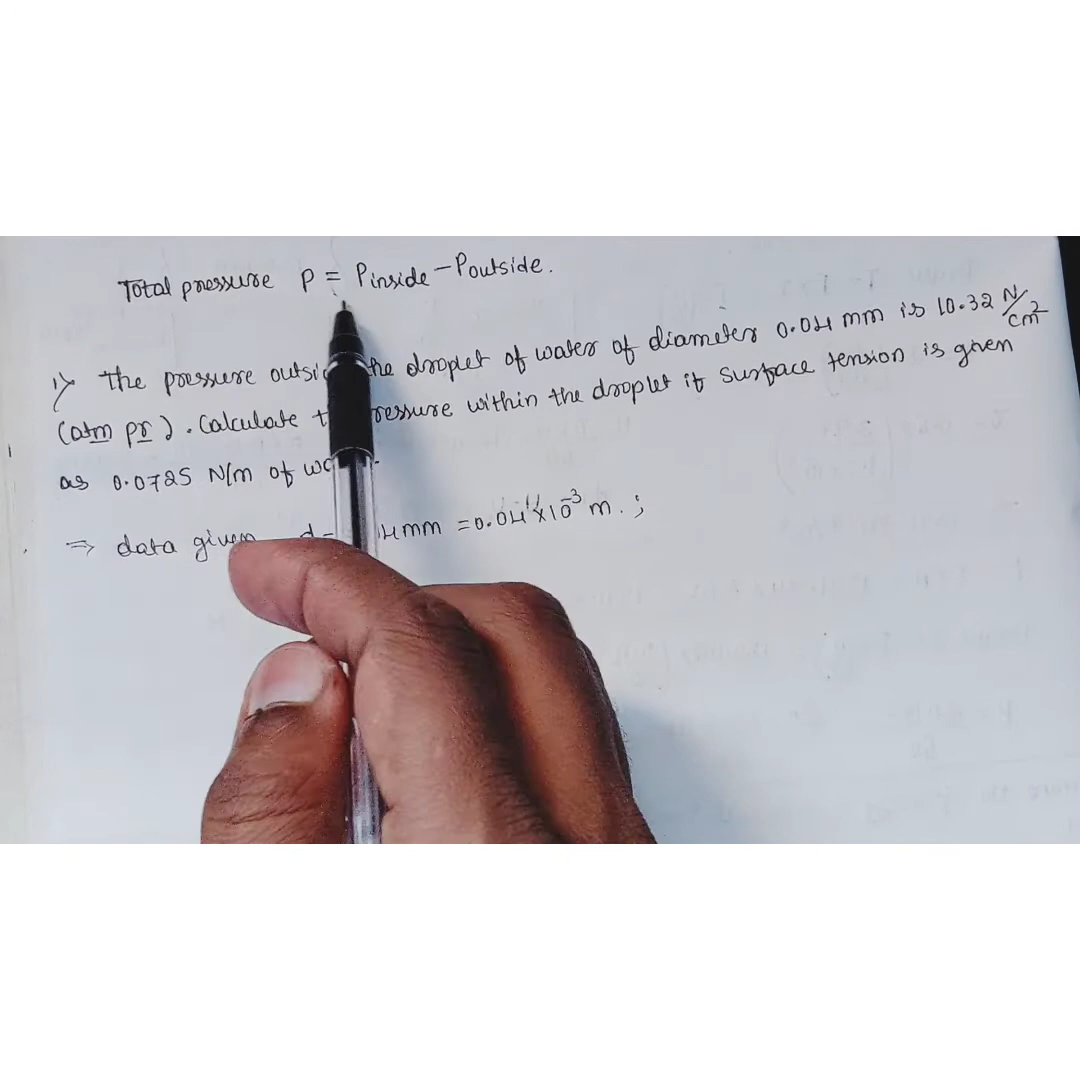 Total pressure P = Pinside - Poutside.
1) The pressure outsi he droplet of water of diameter 0.04 mm is 10.32 N/cm²
(atm pr). Calculate t ressure within the droplet if surface tension is given
as 0.0725 N/m of
⇒ data given d- 4mm = 0.04 × 10⁻³ m. ;